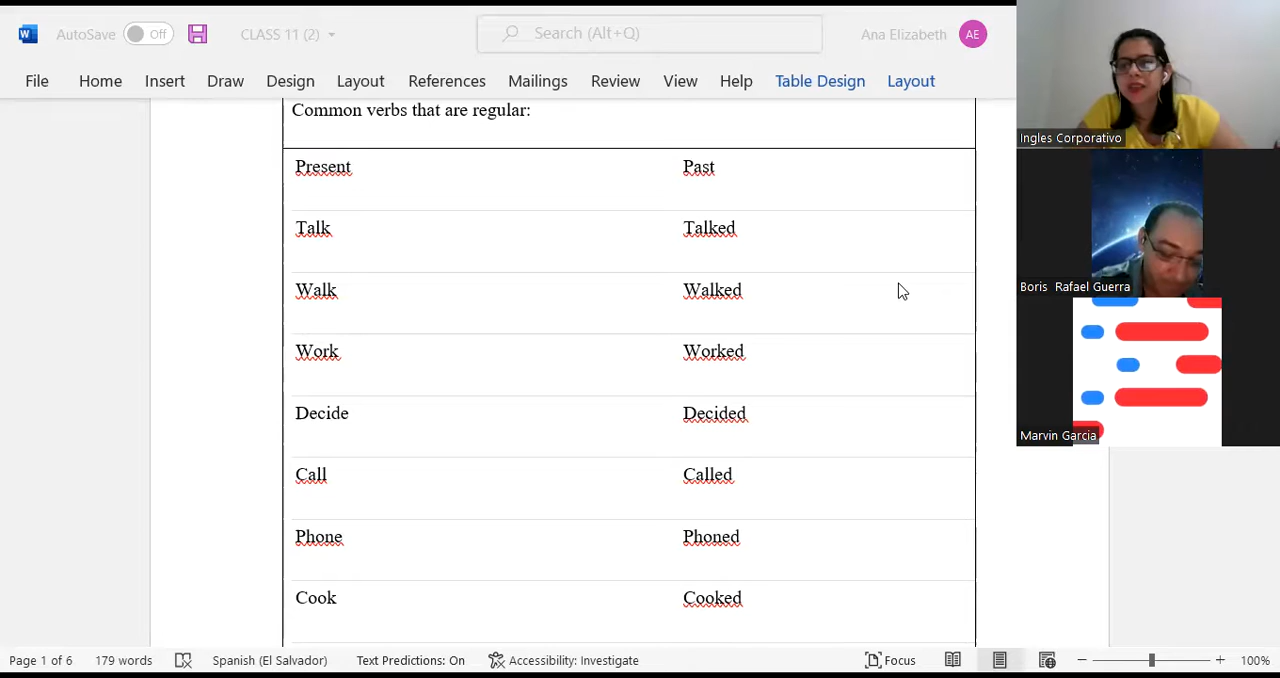 AutoSave Off CLASS 11 (2) Search (Alt+Q) Ana Elizabeth AE
File Home Insert Draw Design Layout References Mailings Review View Help Table Design Layout
Common verbs that are regular:
Present Past
Talk Talked
Walk Walked
Work Worked
Decide Decided
Call Called
Phone Phoned
Cook Cooked
Page 1 of 6 179 words Spanish (El Salvador) Text Predictions: On Accessibility: Investigate Focus 100%
Ingles Corporativo
Boris Rafael Guerra
Marvin Garcia